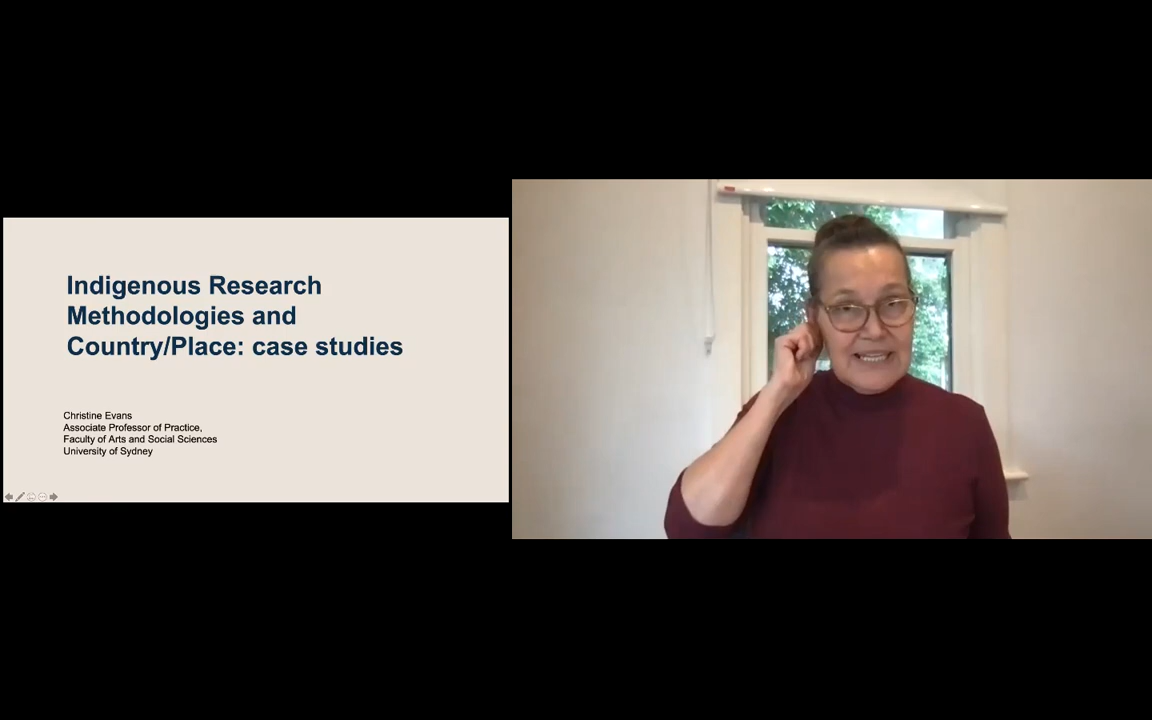 Indigenous Research
Methodologies and
Country/Place: case studies
Christine Evans
Associate Professor of Practice,
Faculty of Arts and Social Sciences
University of Sydney